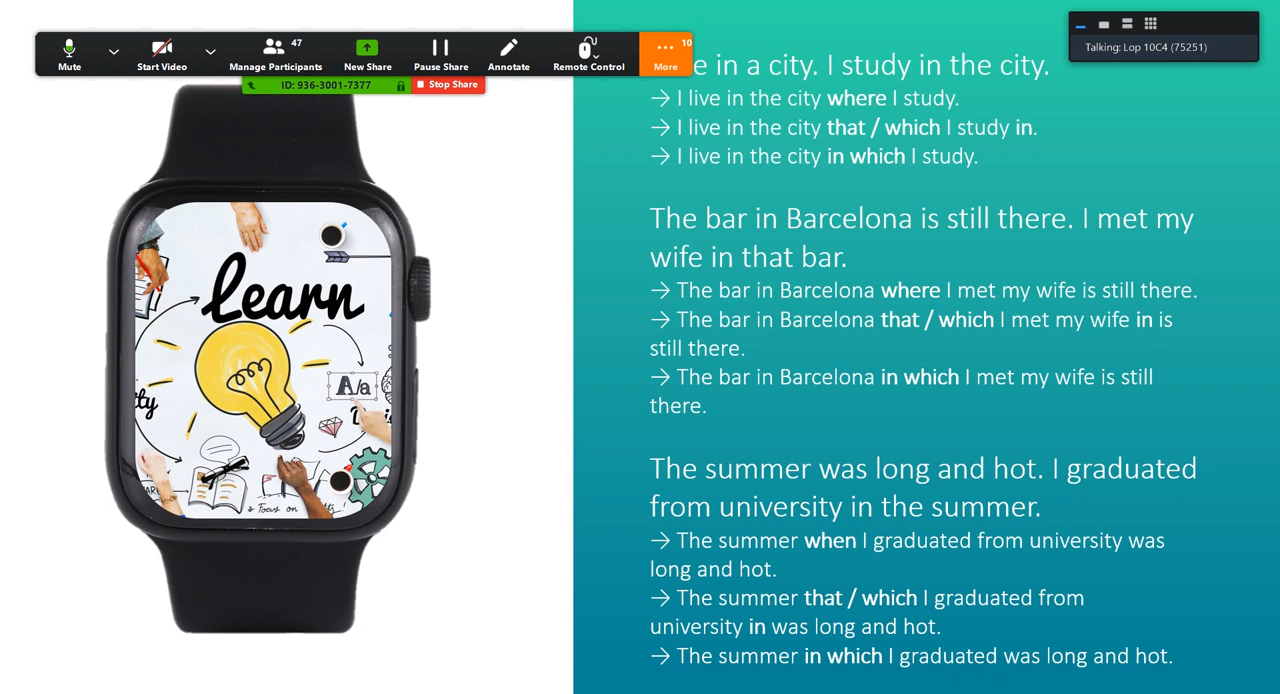 Mute
Start Video
47
Manage Participants
New Share
Pause Share
Annotate
Remote Control
10
More
ID: 936-3001-7377
Stop Share
Talking: Lop 10C4 (75251)
e in a city. I study in the city.
→ I live in the city where I study.
→ I live in the city that / which I study in.
→ I live in the city in which I study.
The bar in Barcelona is still there. I met my
wife in that bar.
→ The bar in Barcelona where I met my wife is still there.
→ The bar in Barcelona that / which I met my wife in is
still there.
→ The bar in Barcelona in which I met my wife is still
there.
The summer was long and hot. I graduated
from university in the summer.
→ The summer when I graduated from university was
long and hot.
→ The summer that / which I graduated from
university in was long and hot.
→ The summer in which I graduated was long and hot.
Learn
A/a
ty
Focus on